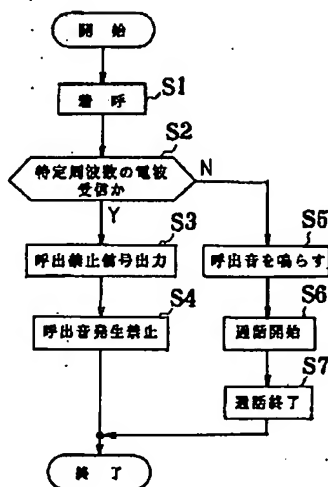 開始
S1
着呼
S2
特定周波数の電波
受信か
N
Y
S3
呼出禁止信号出力
S4
呼出音発生禁止
S5
呼出音を鳴らす
S6
通話開始
S7
通話終了
終了